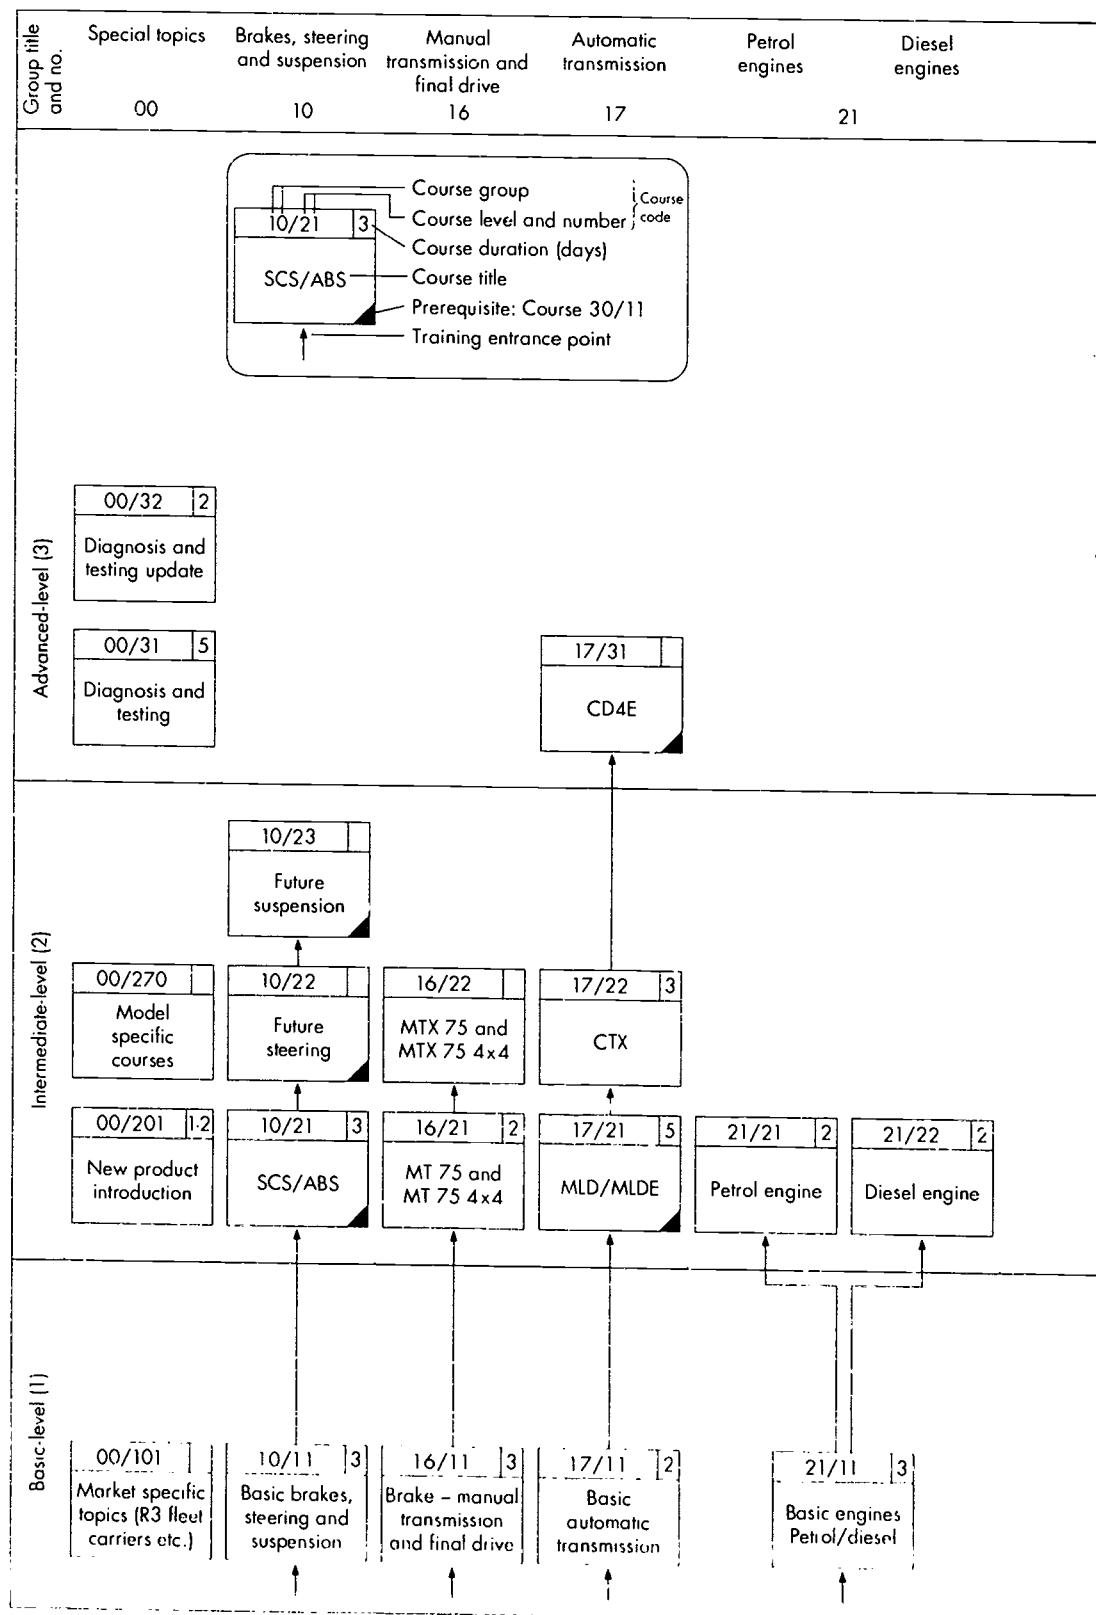 Group title
and no.
Special topics
00
Brakes, steering
and suspension
10
Manual
transmission and
final drive
16
Automatic
transmission
17
Petrol
engines
Diesel
engines
21
10/21 3
SCS/ABS
Course group
Course level and number
Course
code
Course duration (days)
Course title
Prerequisite: Course 30/11
Training entrance point
Advanced-level (3)
00/32 2
Diagnosis and
testing update
00/31 5
Diagnosis and
testing
17/31
CD4E
Intermediate-level (2)
10/23
Future
suspension
00/270
Model
specific
courses
10/22
Future
steering
16/22
MTX 75 and
MTX 75 4x4
17/22 3
CTX
00/201 1-2
New product
introduction
10/21 3
SCS/ABS
16/21 2
MT 75 and
MT 75 4x4
17/21 5
MLD/MLDE
21/21 2
Petrol engine
21/22 2
Diesel engine
Basic-level (1)
00/101
Market specific
topics (R3 fleet
carriers etc.)
10/11 3
Basic brakes,
steering and
suspension
16/11 3
Brake – manual
transmission
and final drive
17/11 2
Basic
automatic
transmission
21/11 3
Basic engines
Petrol/diesel